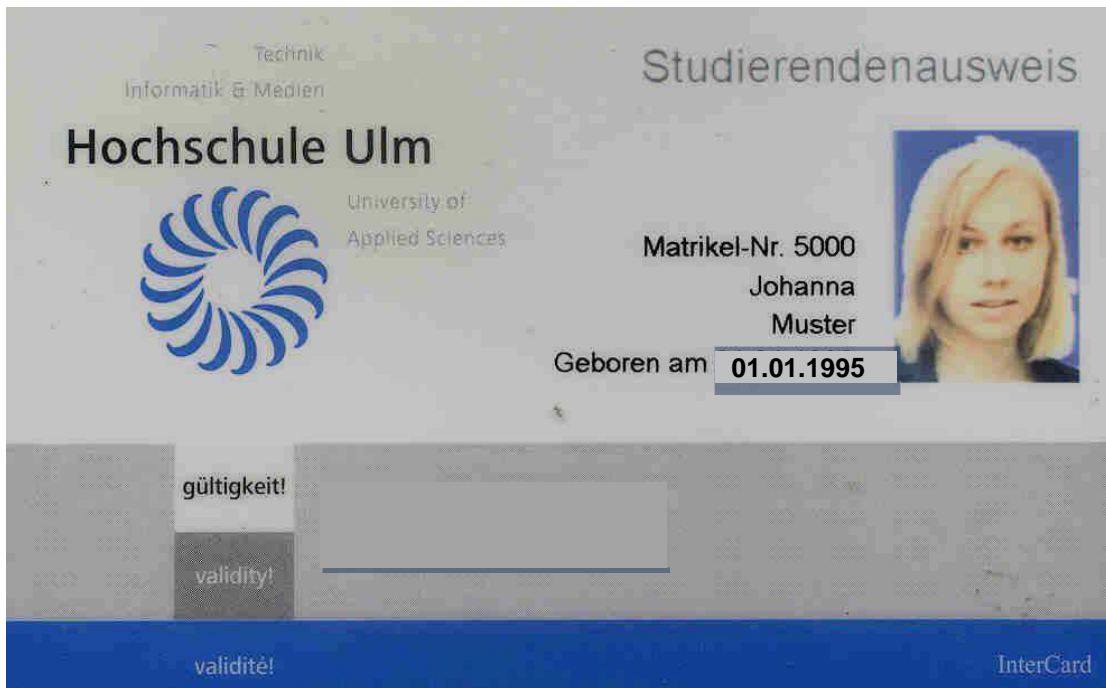 Technik
Informatik & Medien
Hochschule Ulm
University of
Applied Sciences
Studierendenausweis
Matrikel-Nr. 5000
Johanna
Muster
Geboren am 01.01.1995
gültigkeit!
validity!
validité!
InterCard